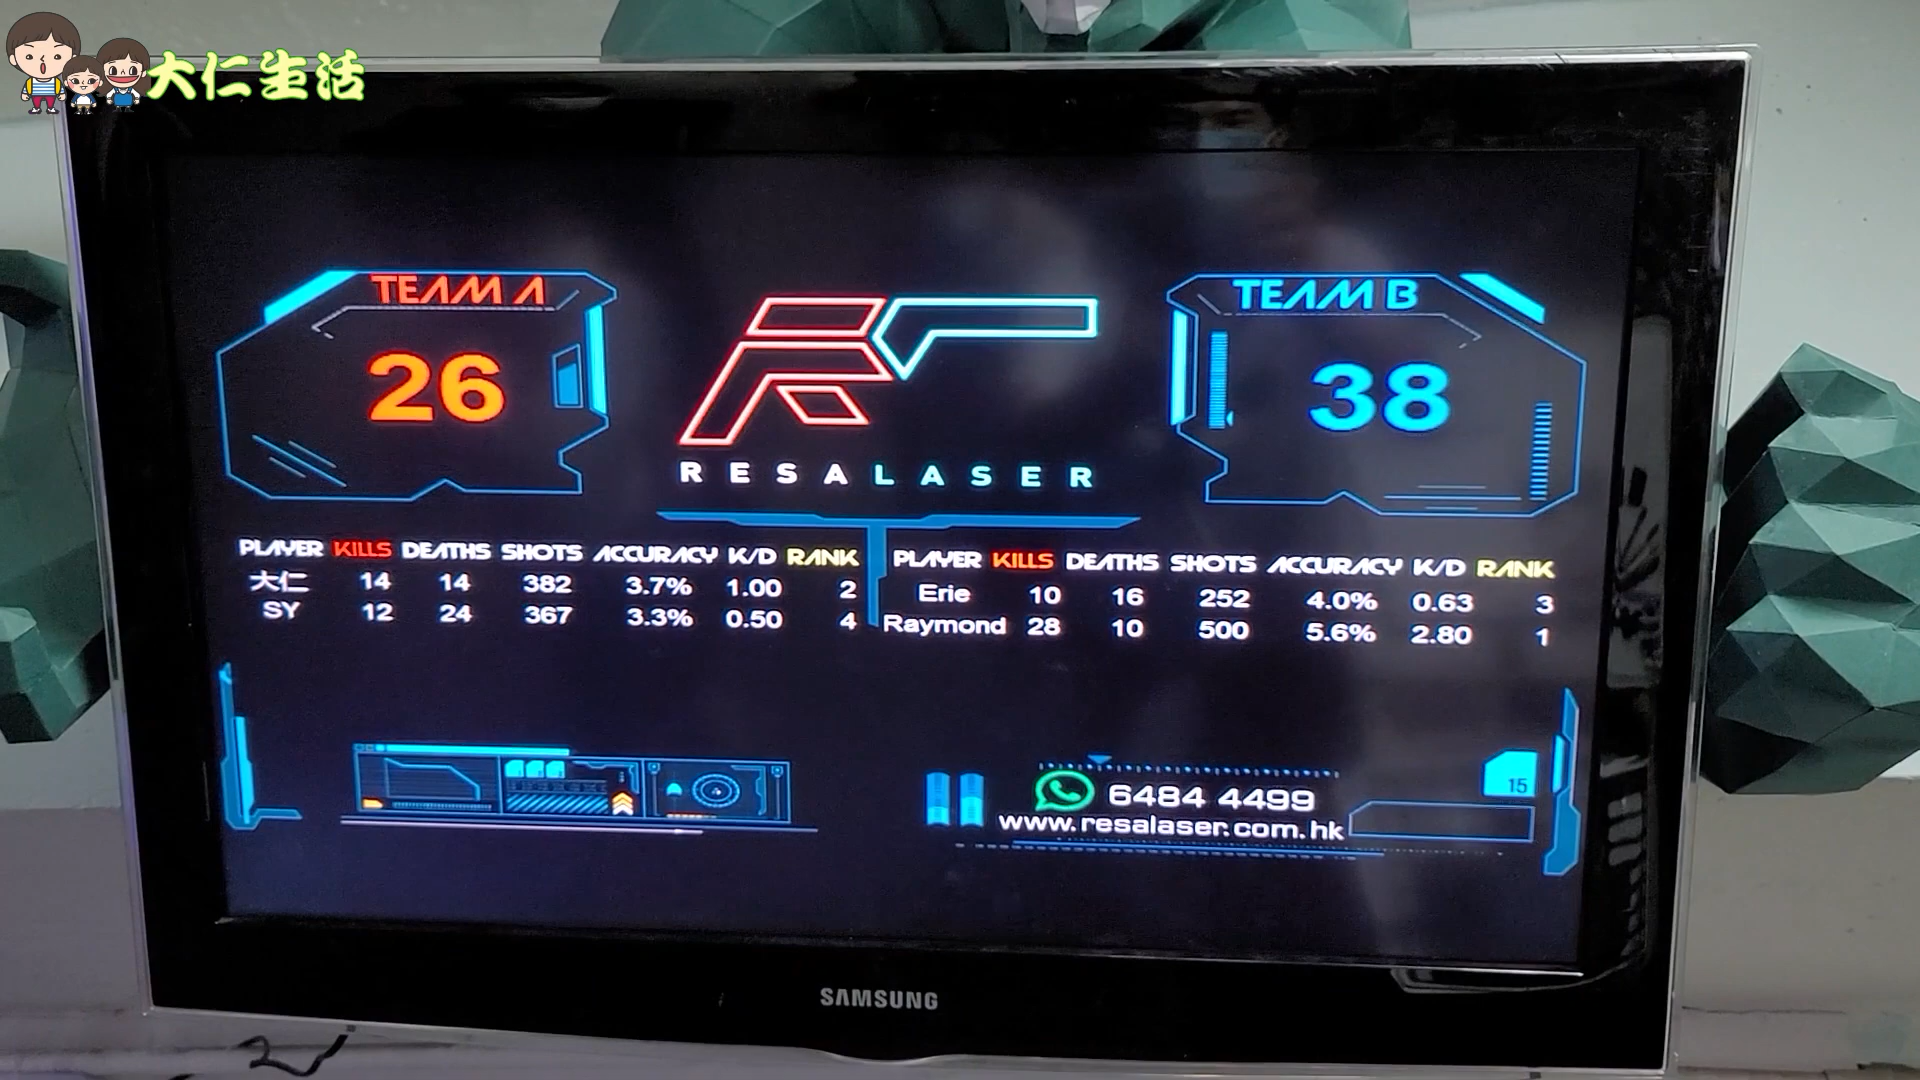 大仁生活
TEAM A
26
RESALASER
TEAM B
38
PLAYER KILLS DEATHS SHOTS ACCURACY K/D RANK
大仁 14 14 382 3.7% 1.00 2
SY 12 24 367 3.3% 0.50 4
PLAYER KILLS DEATHS SHOTS ACCURACY K/D RANK
Erie 10 16 252 4.0% 0.63 3
Raymond 28 10 500 5.6% 2.80 1
6484 4499
www.resalaser.com.hk
15
SAMSUNG